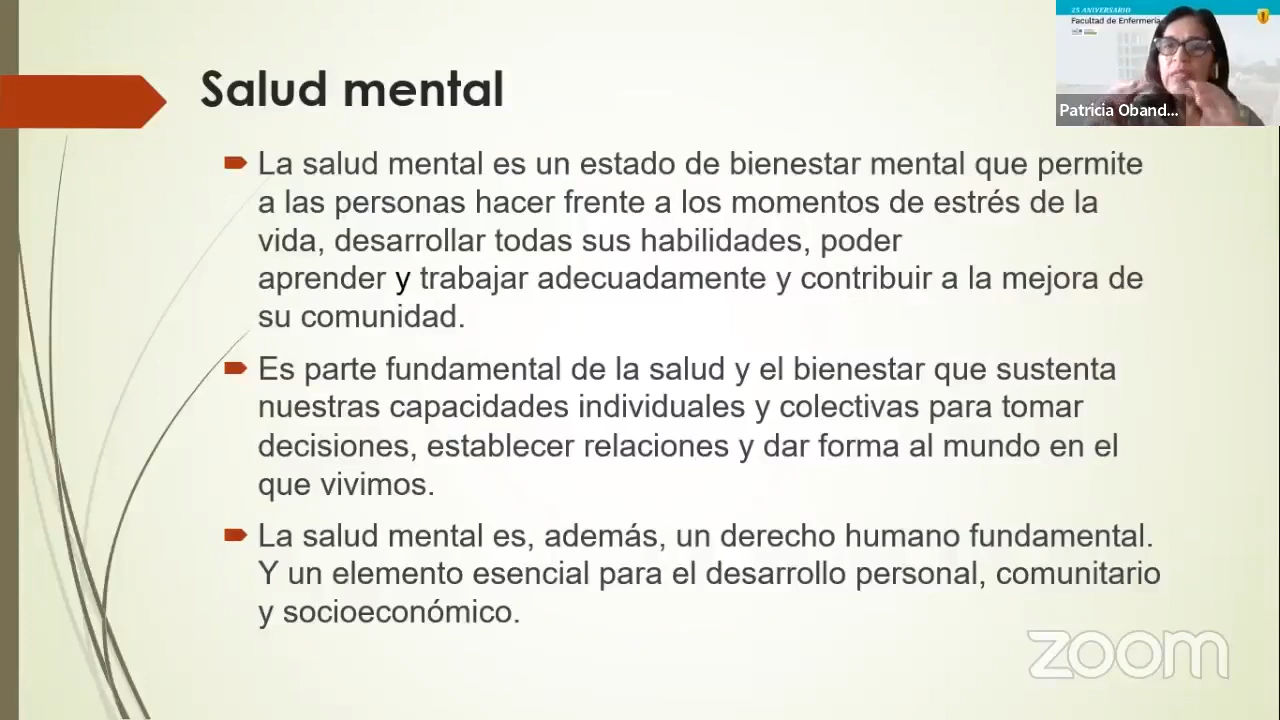 Salud mental
La salud mental es un estado de bienestar mental que permite
a las personas hacer frente a los momentos de estrés de la
vida, desarrollar todas sus habilidades, poder
aprender y trabajar adecuadamente y contribuir a la mejora de
su comunidad.
Es parte fundamental de la salud y el bienestar que sustenta
nuestras capacidades individuales y colectivas para tomar
decisiones, establecer relaciones y dar forma al mundo en el
que vivimos.
La salud mental es, además, un derecho humano fundamental.
Y un elemento esencial para el desarrollo personal, comunitario
y socioeconómico.
25 ANIVERSARIO
Facultad de Enfermería
Patricia Oband...
zoom